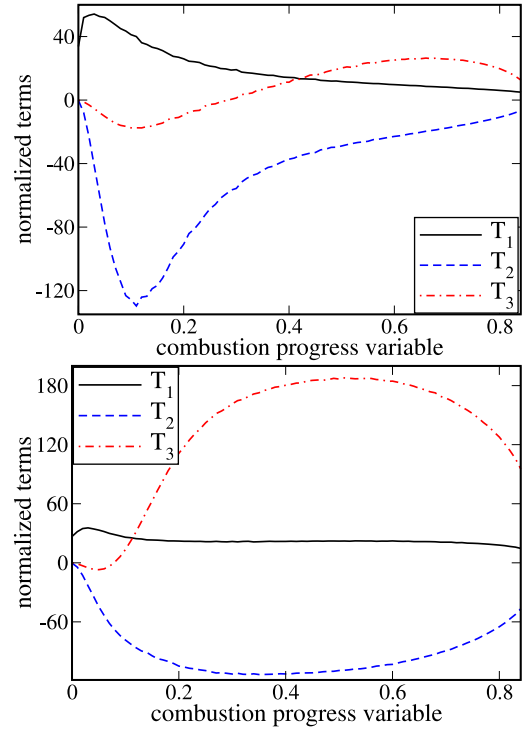 40
0
-40
-80
-120
normalized terms
T₁
T₂
T₃
0 0.2 0.4 0.6 0.8
combustion progress variable
180
120
60
0
-60
normalized terms
T₁
T₂
T₃
0 0.2 0.4 0.6 0.8
combustion progress variable